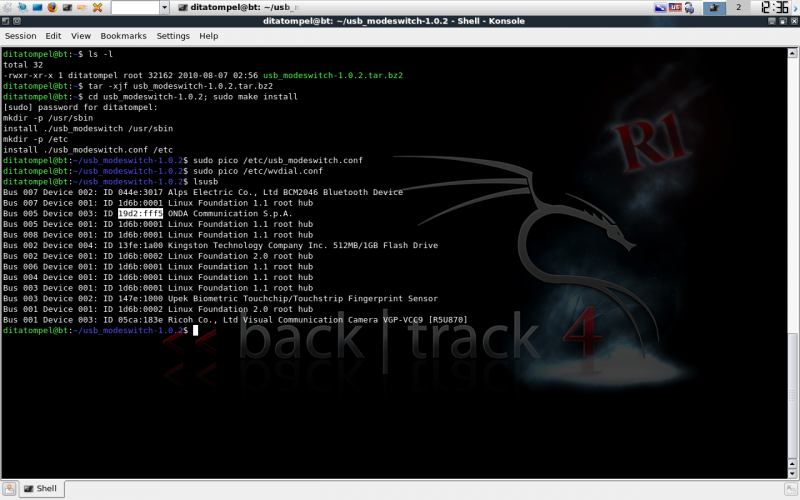 ditatompel@bt: ~/usb_n
2
12:36
ditatompel@bt: ~/usb_modeswitch-1.0.2 - Shell - Konsole
Session Edit View Bookmarks Settings Help
ditatompel@bt:~$ ls -l
total 32
-rwxr-xr-x 1 ditatompel root 32162 2010-08-07 02:56 usb_modeswitch-1.0.2.tar.bz2
ditatompel@bt:~$ tar -xjf usb_modeswitch-1.0.2.tar.bz2
ditatompel@bt:~$ cd usb_modeswitch-1.0.2; sudo make install
[sudo] password for ditatompel:
mkdir -p /usr/sbin
install ./usb_modeswitch /usr/sbin
mkdir -p /etc
install ./usb_modeswitch.conf /etc
ditatompel@bt:~/usb_modeswitch-1.0.2$ sudo pico /etc/usb_modeswitch.conf
ditatompel@bt:~/usb_modeswitch-1.0.2$ sudo pico /etc/wvdial.conf
ditatompel@bt:~/usb_modeswitch-1.0.2$ lsusb
Bus 007 Device 002: ID 044e:3017 Alps Electric Co., Ltd BCM2046 Bluetooth Device
Bus 007 Device 001: ID 1d6b:0001 Linux Foundation 1.1 root hub
Bus 005 Device 003: ID 19d2:fff5 ONDA Communication S.p.A.
Bus 005 Device 001: ID 1d6b:0001 Linux Foundation 1.1 root hub
Bus 008 Device 001: ID 1d6b:0001 Linux Foundation 1.1 root hub
Bus 002 Device 004: ID 13fe:1a00 Kingston Technology Company Inc. 512MB/1GB Flash Drive
Bus 002 Device 001: ID 1d6b:0002 Linux Foundation 2.0 root hub
Bus 006 Device 001: ID 1d6b:0001 Linux Foundation 1.1 root hub
Bus 004 Device 001: ID 1d6b:0001 Linux Foundation 1.1 root hub
Bus 003 Device 001: ID 1d6b:0001 Linux Foundation 1.1 root hub
Bus 003 Device 002: ID 147e:1000 Upek Biometric Touchchip/Touchstrip Fingerprint Sensor
Bus 001 Device 001: ID 1d6b:0002 Linux Foundation 2.0 root hub
Bus 001 Device 003: ID 05ca:183e Ricoh Co., Ltd Visual Communication Camera VGP-VCC9 [R5U870]
ditatompel@bt:~/usb_modeswitch-1.0.2$
R1
<< back | track 4
Shell